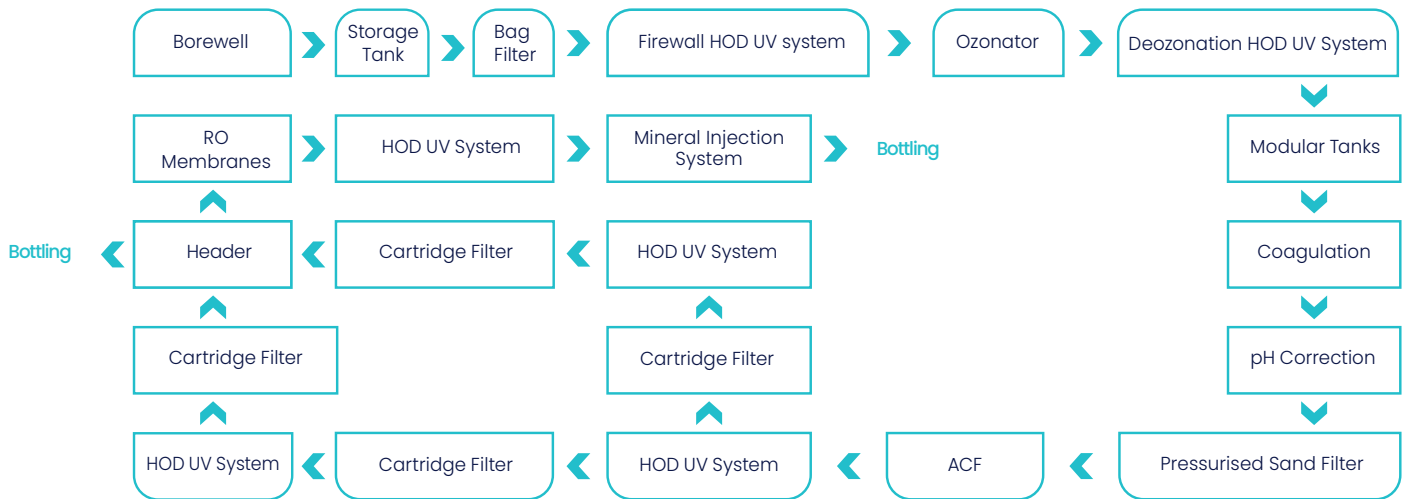 Borewell
Storage
Tank
Bag
Filter
Firewall HOD UV system
Ozonator
Deozonation HOD UV System
RO
Membranes
HOD UV System
Mineral Injection
System
Bottling
Modular Tanks
Bottling
Header
Cartridge Filter
HOD UV System
Coagulation
Cartridge Filter
Cartridge Filter
pH Correction
HOD UV System
Cartridge Filter
HOD UV System
ACF
Pressurised Sand Filter